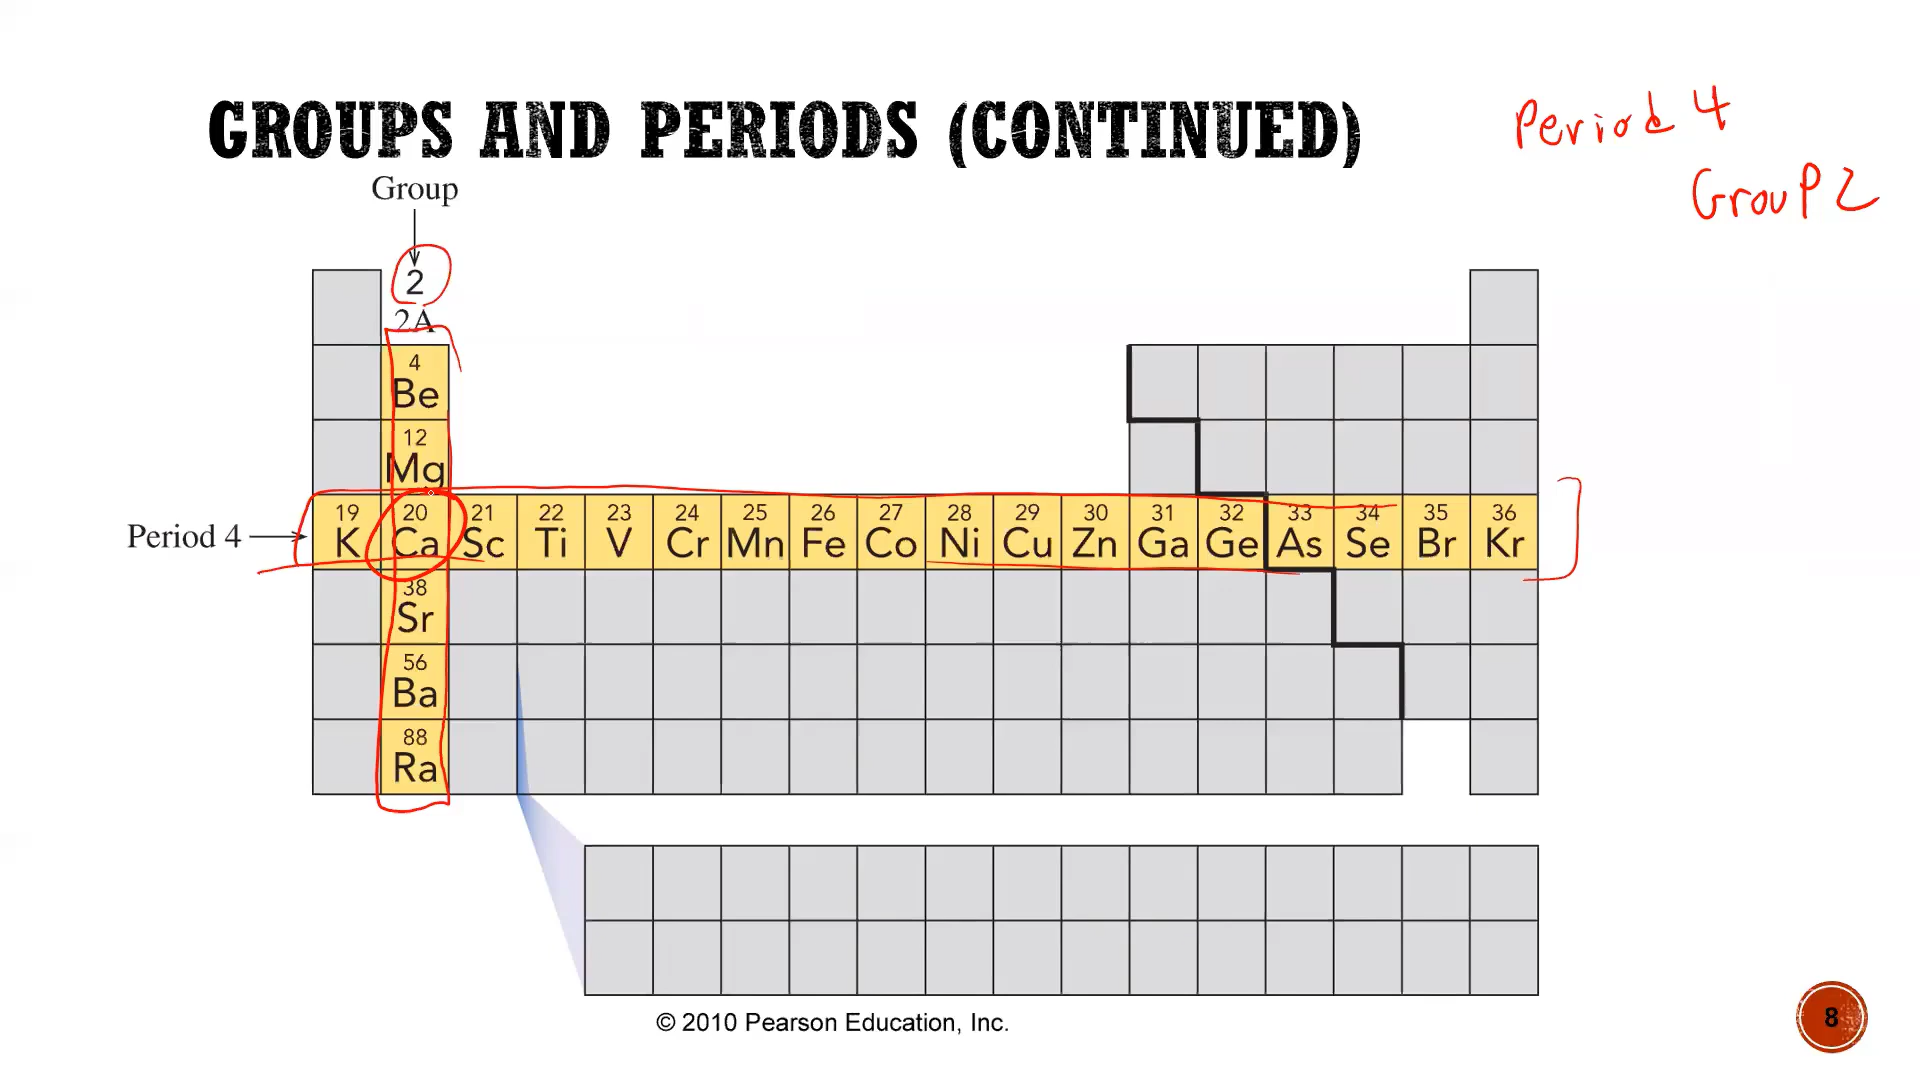 GROUPS AND PERIODS (CONTINUED)
Period 4
Group 2
Group
2
2A
4
Be
12
Mg
Period 4
19 20 21 22 23 24 25 26 27 28 29 30 31 32 33 34 35 36
K Ca Sc Ti V Cr Mn Fe Co Ni Cu Zn Ga Ge As Se Br Kr
38
Sr
56
Ba
88
Ra
© 2010 Pearson Education, Inc.
8